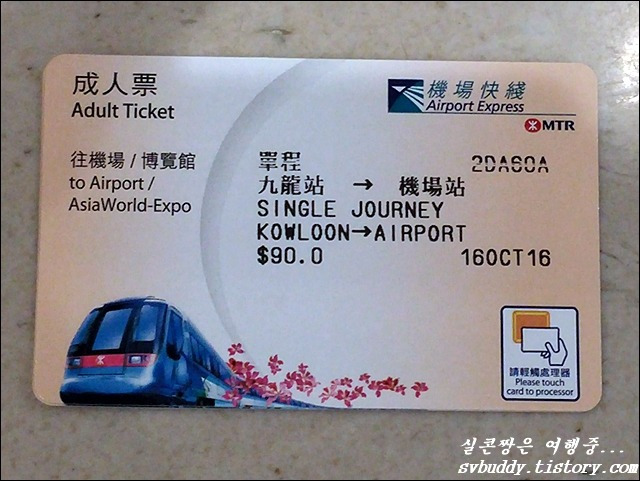 成人票
Adult Ticket
機場快綫
Airport Express
MTR
往機場 / 博覽館
to Airport /
AsiaWorld-Expo
單程 2DA60A
九龍站 → 機場站
SINGLE JOURNEY
KOWLOON→AIRPORT
$90.0 16OCT16
請輕觸處理器
Please touch
card to processor
실콘짱은 여행중...
svbuddy.tistory.com